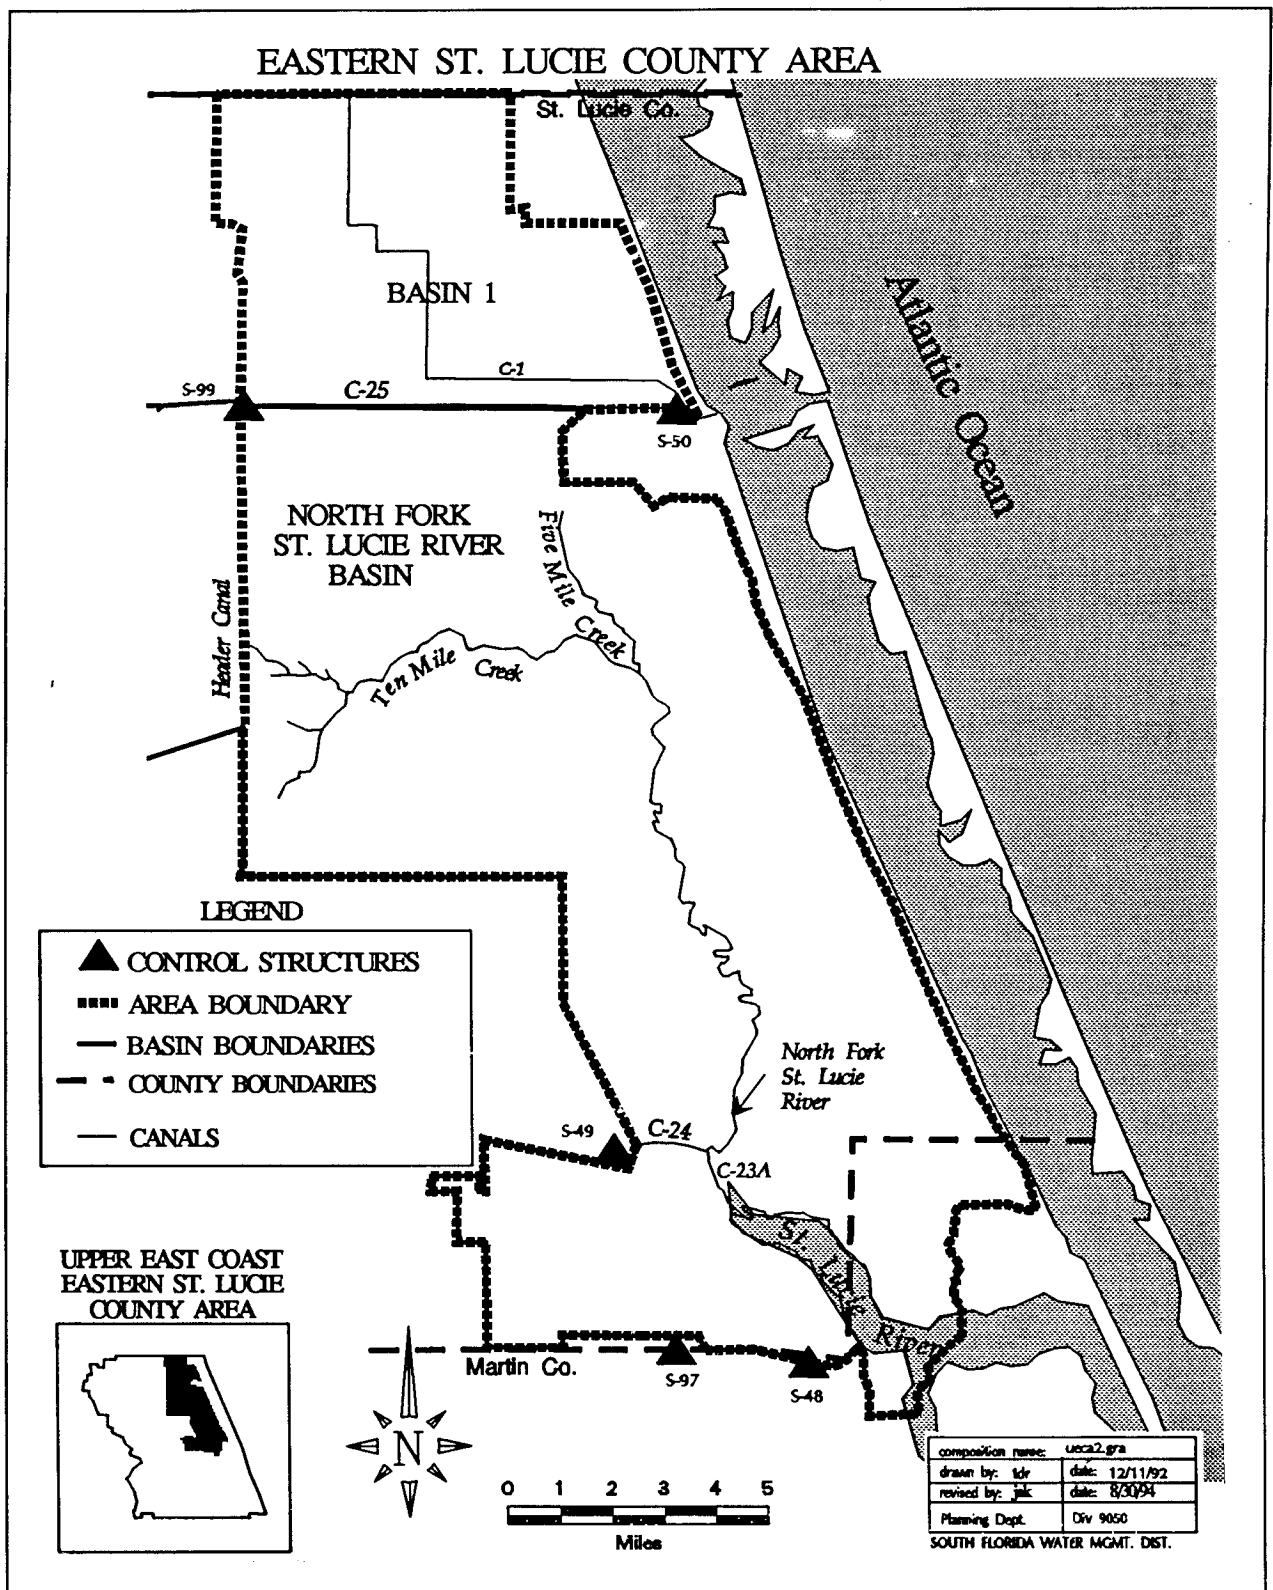 EASTERN ST. LUCIE COUNTY AREA
St. Lucie Co.
BASIN 1
C-1
S-99
C-25
S-50
Atlantic Ocean
NORTH FORK
ST. LUCIE RIVER
BASIN
Five Mile Creek
Header Canal
Ten Mile Creek
LEGEND
CONTROL STRUCTURES
AREA BOUNDARY
BASIN BOUNDARIES
COUNTY BOUNDARIES
CANALS
North Fork
St. Lucie
River
S-49
C-24
C-23A
St. Lucie River
UPPER EAST COAST
EASTERN ST. LUCIE
COUNTY AREA
Martin Co.
S-97
S-48
N
0 1 2 3 4 5
Miles
composition name: ueca2.gra
drawn by: tdr date: 12/11/92
revised by: jak date: 8/30/94
Planning Dept. Div 9050
SOUTH FLORIDA WATER MGMT. DIST.